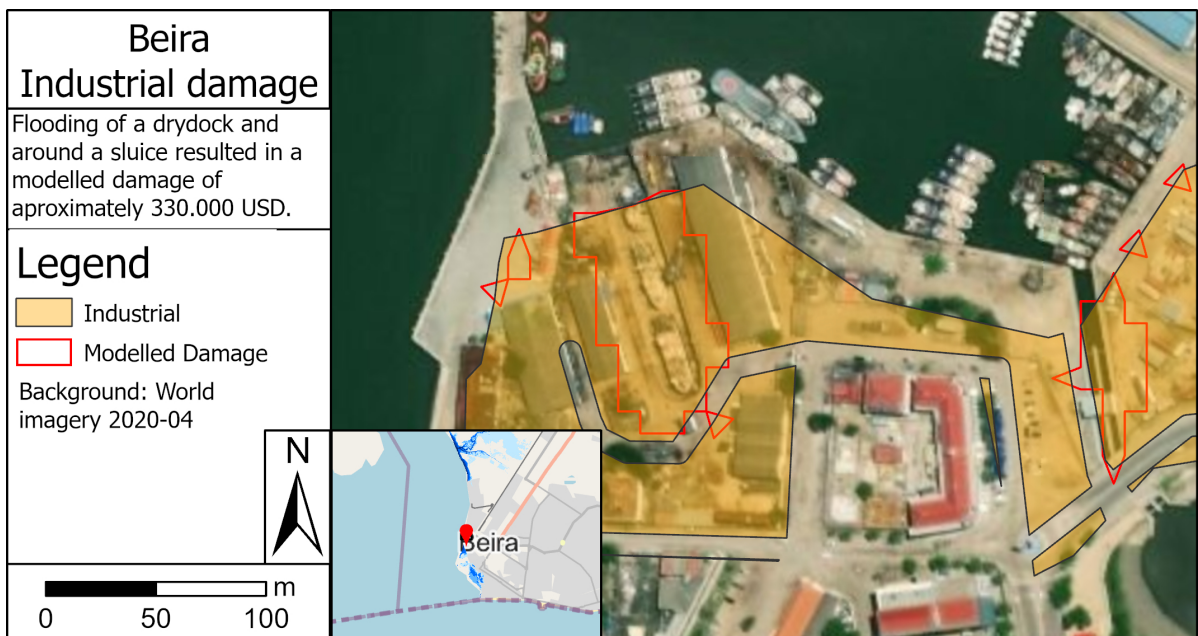 Beira
Industrial damage
Flooding of a drydock and
around a sluice resulted in a
modelled damage of
aproximately 330.000 USD.
Legend
Industrial
Modelled Damage
Background: World
imagery 2020-04
N
Beira
m
0 50 100